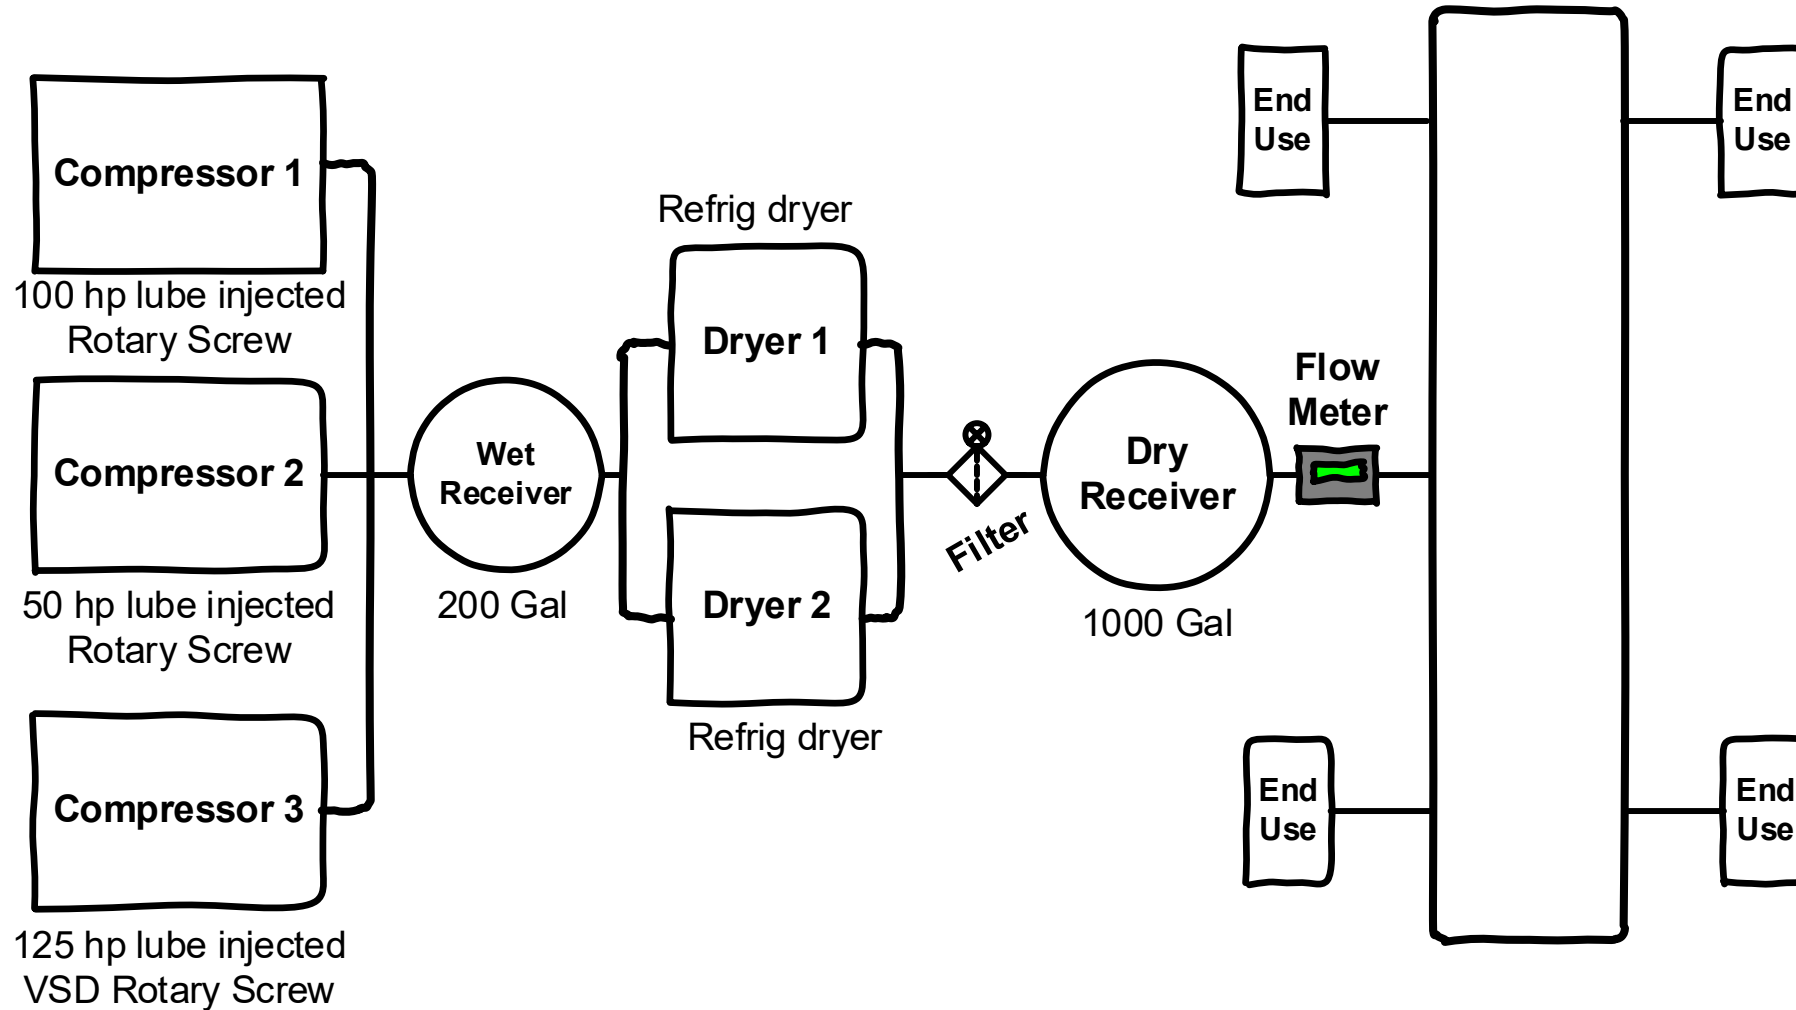 Compressor 1
100 hp lube injected
Rotary Screw
Compressor 2
50 hp lube injected
Rotary Screw
Compressor 3
125 hp lube injected
VSD Rotary Screw
Wet
Receiver
200 Gal
Refrig dryer
Dryer 1
Dryer 2
Refrig dryer
Filter
Dry
Receiver
1000 Gal
Flow
Meter
End
Use
End
Use
End
Use
End
Use